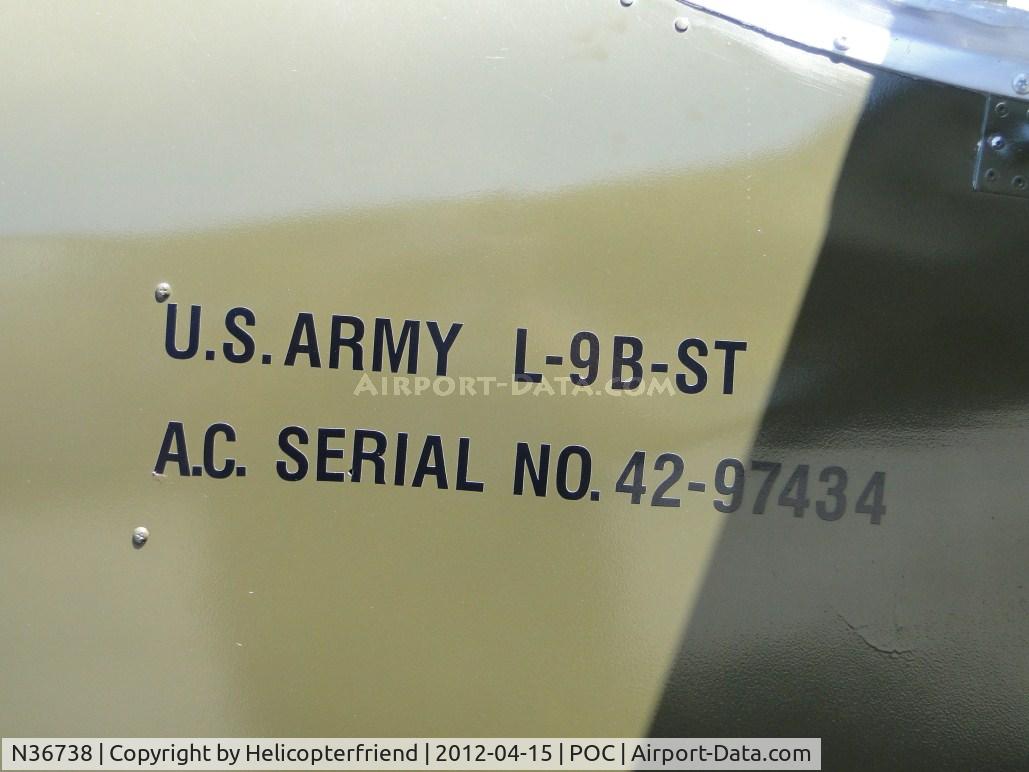 U.S. ARMY L-9B-ST
AIRPORT-DATA.COM
A.C. SERIAL NO. 42-97434
N36738 | Copyright by Helicopterfriend | 2012-04-15 | POC | Airport-Data.com